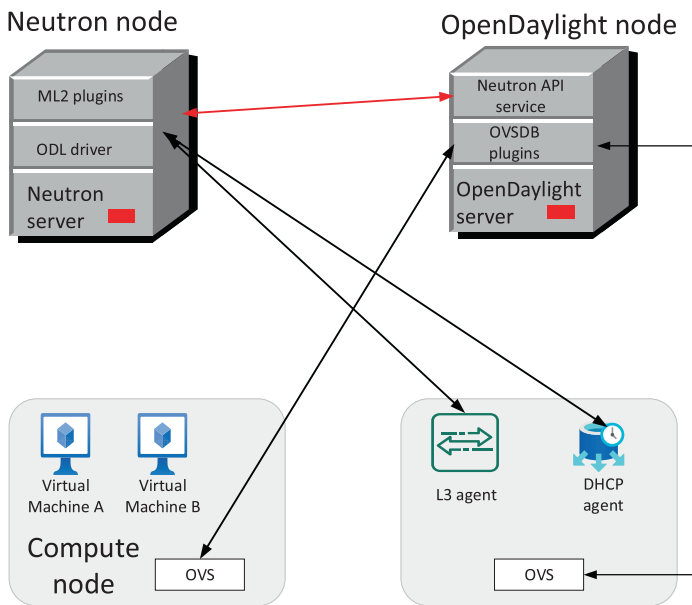 Neutron node
OpenDaylight node
ML2 plugins
ODL driver
Neutron
server
Neutron API
service
OVSDB
plugins
OpenDaylight
server
Virtual
Machine A
Virtual
Machine B
Compute
node
OVS
L3 agent
DHCP
agent
OVS